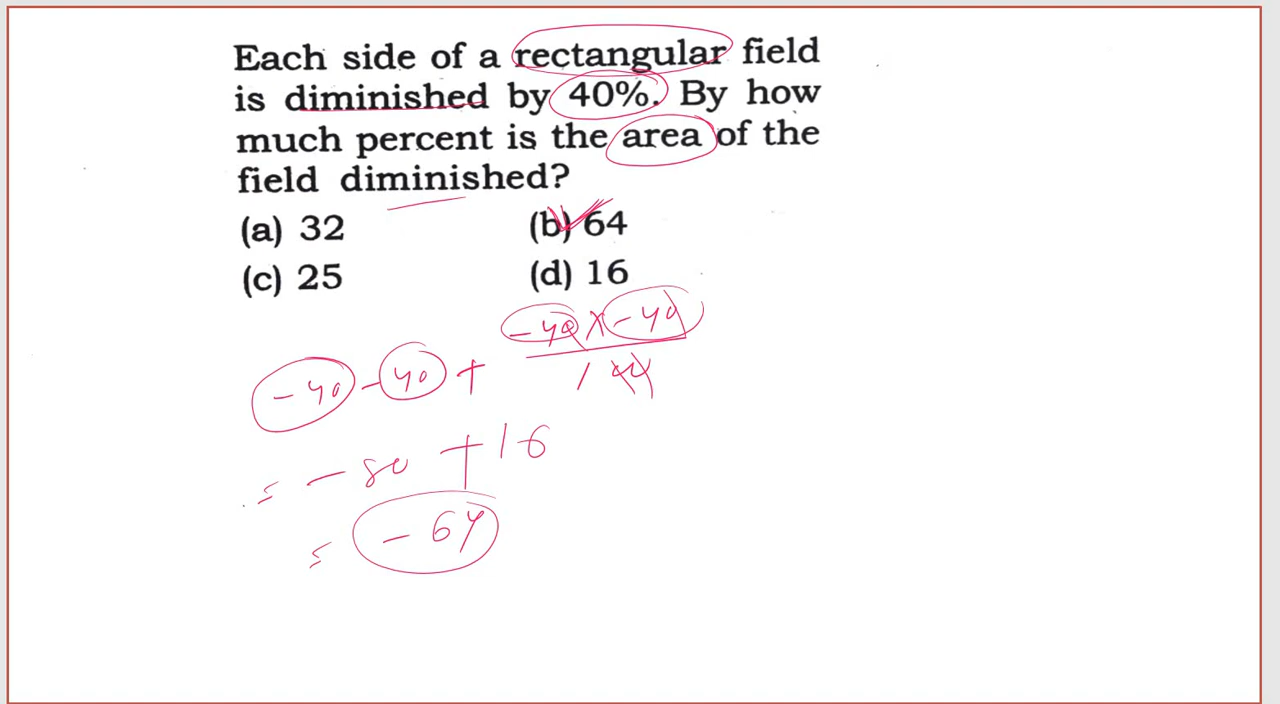 Each side of a rectangular field
is diminished by 40%. By how
much percent is the area of the
field diminished?
(a) 32 (b) 64
(c) 25 (d) 16
-40 - 40 + -40 × -40 / 100
= -80 + 16
= -64